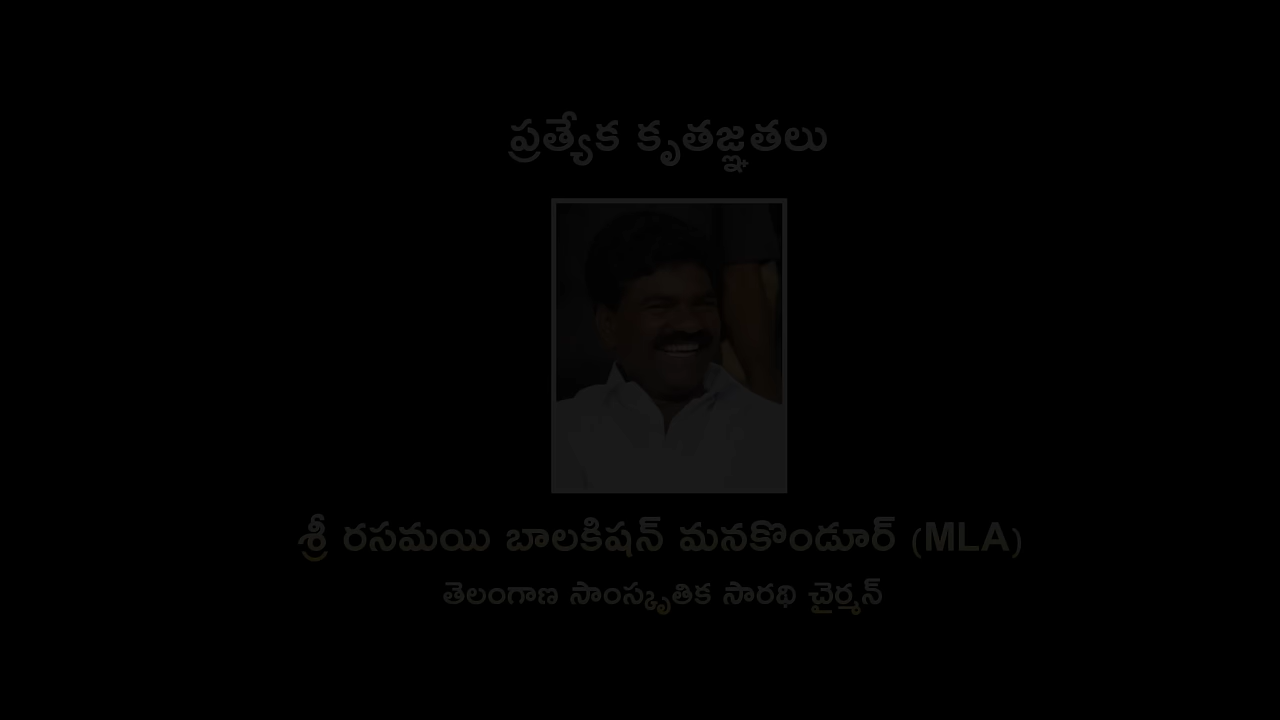 ప్రత్యేక కృతజ్ఞతలు
శ్రీ రసమయి బాలకిషన్ మనకొండూర్ (MLA)
తెలంగాణ సాంస్కృతిక సారథి చైర్మన్